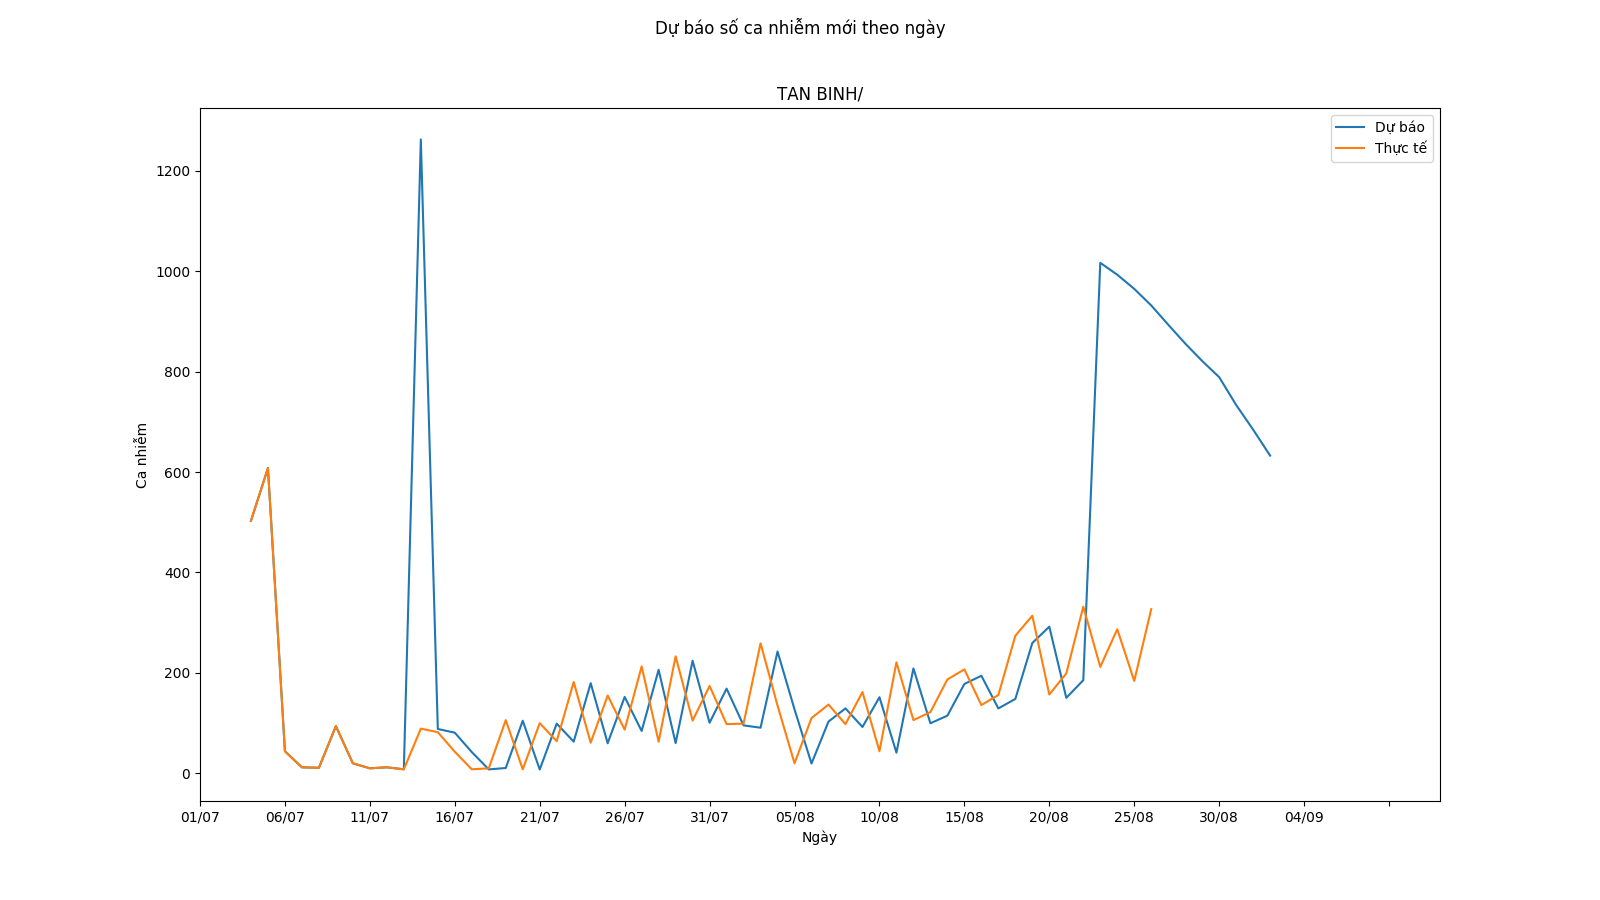 Dự báo số ca nhiễm mới theo ngày
TAN BINH/
Dự báo
Thực tế
1200
1000
800
600
400
200
0
Ca nhiễm
01/07 06/07 11/07 16/07 21/07 26/07 31/07 05/08 10/08 15/08 20/08 25/08 30/08 04/09
Ngày